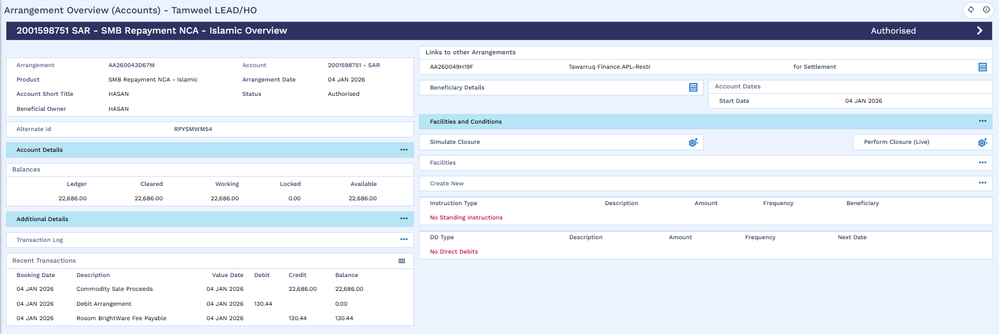 Arrangement Overview (Accounts) - Tamweel LEAD/HO
2001598751 SAR - SMB Repayment NCA - Islamic Overview Authorised
Arrangement AA260043D67M Account 2001598751 - SAR
Product SMB Repayment NCA - Islamic Arrangement Date 04 JAN 2026
Account Short Title HASAN Status Authorised
Beneficial Owner HASAN
Alternate Id RPYSMWM54
Account Details
Balances
Ledger Cleared Working Locked Available
22,686.00 22,686.00 22,686.00 0.00 22,686.00
Additional Details
Transaction Log
Recent Transactions
Booking Date Description Value Date Debit Credit Balance
04 JAN 2026 Commodity Sale Proceeds 04 JAN 2026 22,686.00 22,686.00
04 JAN 2026 Debit Arrangement 04 JAN 2026 130.44 0.00
04 JAN 2026 Rosom BrightWare Fee Payable 04 JAN 2026 130.44 130.44
Links to other Arrangements
AA260049H19F Tawarruq Finance.APL-Restr for Settlement
Beneficiary Details
Account Dates
Start Date 04 JAN 2026
Facilities and Conditions
Simulate Closure Perform Closure (Live)
Facilities
Create New
Instruction Type Description Amount Frequency Beneficiary
No Standing Instructions
DD Type Description Amount Frequency Next Date
No Direct Debits